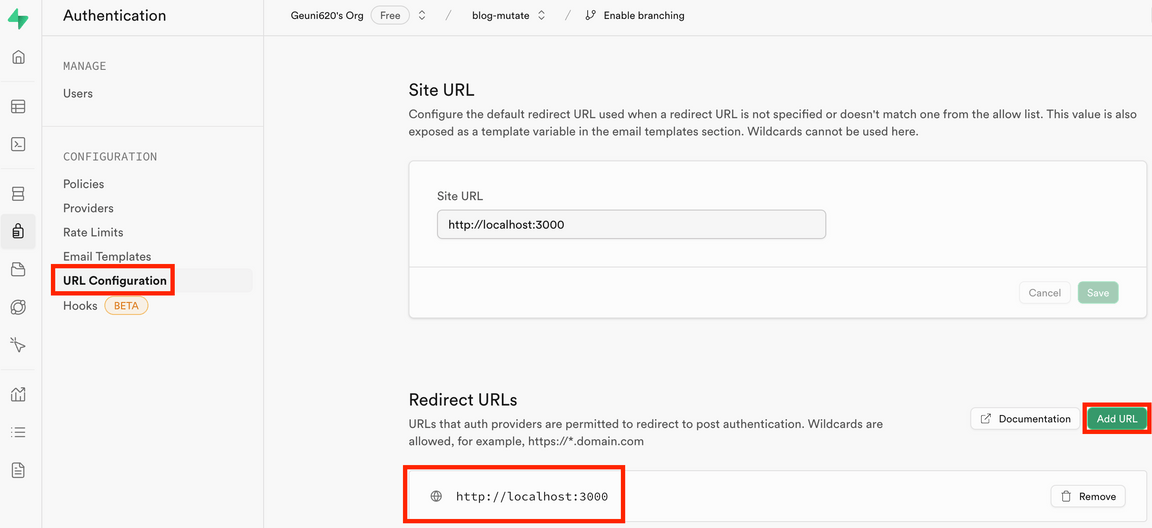 Authentication
Geuni620's Org Free / blog-mutate / Enable branching
MANAGE
Users
CONFIGURATION
Policies
Providers
Rate Limits
Email Templates
URL Configuration
Hooks BETA
Site URL
Configure the default redirect URL used when a redirect URL is not specified or doesn't match one from the allow list. This value is also
exposed as a template variable in the email templates section. Wildcards cannot be used here.
Site URL
http://localhost:3000
Cancel Save
Redirect URLs
URLs that auth providers are permitted to redirect to post authentication. Wildcards are
allowed, for example, https://*.domain.com
Documentation Add URL
http://localhost:3000 Remove